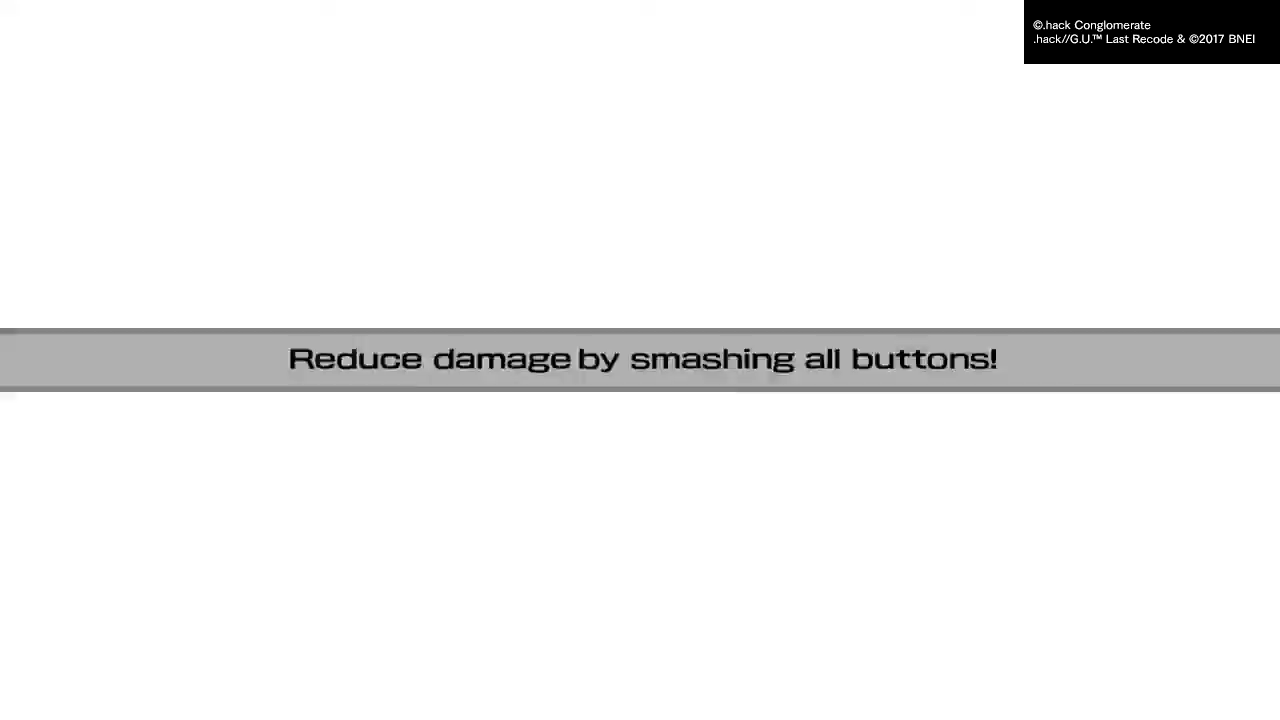 ©.hack Conglomerate
.hack//G.U.™ Last Recode & ©2017 BNEI
Reduce damage by smashing all buttons!